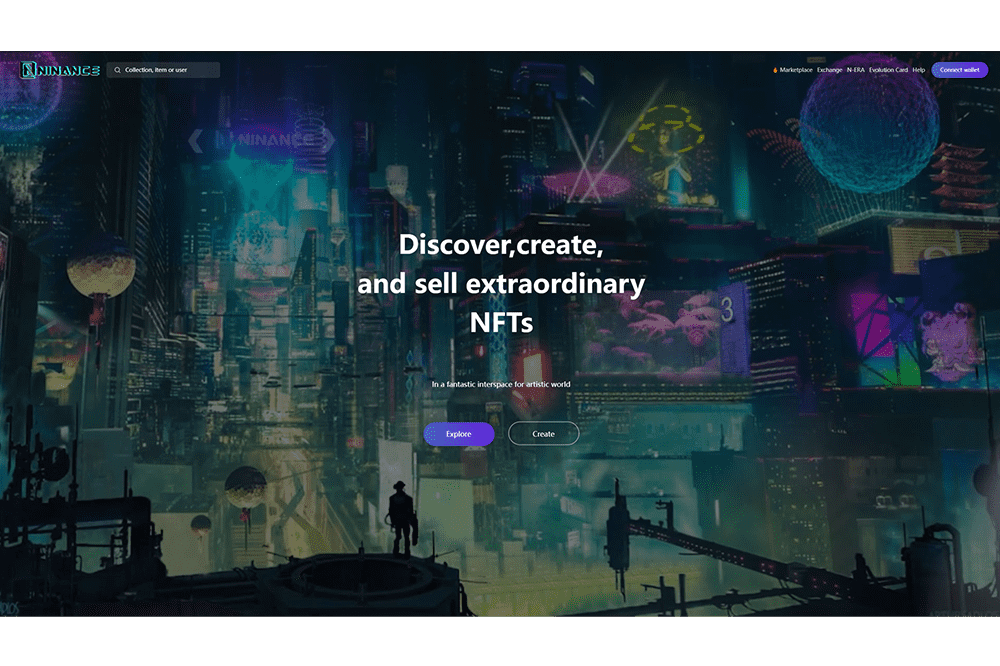 NINANCE
Collection, item or user
Marketplace Exchange N-ERA Evolution Card Help Connect wallet
NINANCE
Discover,create,
and sell extraordinary
NFTs
3
In a fantastic interspace for artistic world
Explore Create